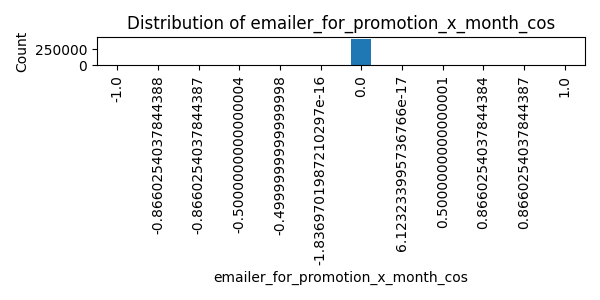 Distribution of emailer_for_promotion_x_month_cos
Count
250000
0
-1.0
-0.8660254037844388
-0.8660254037844387
-0.5000000000000004
-0.4999999999999998
-1.8369701987210297e-16
0.0
6.123233995736766e-17
0.5000000000000001
0.8660254037844384
0.8660254037844387
1.0
emailer_for_promotion_x_month_cos